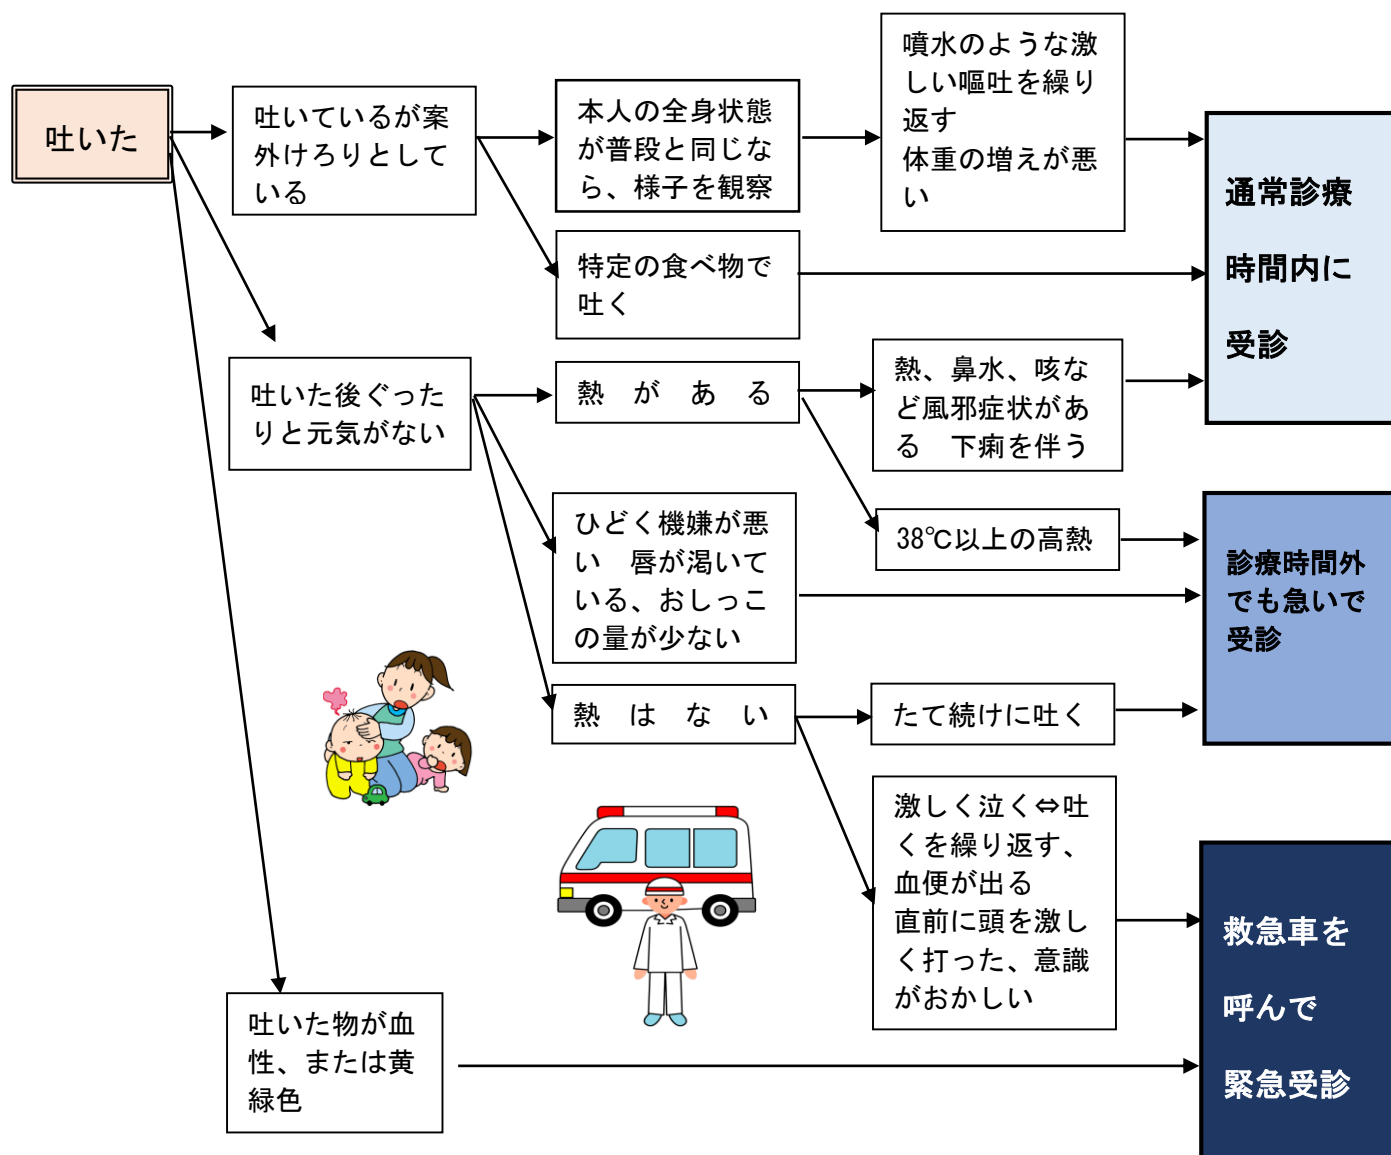 吐いた
吐いているが案
外けろりとして
いる
本人の全身状態
が普段と同じな
ら、様子を観察
噴水のような激
しい嘔吐を繰り
返す
体重の増えが悪
い
特定の食べ物で
吐く
通常診療
時間内に
受診
吐いた後ぐった
りと元気がない
熱 が あ る
熱、鼻水、咳な
ど風邪症状があ
る 下痢を伴う
38℃以上の高熱
ひどく機嫌が悪
い 唇が渇いて
いる、おしっこ
の量が少ない
診療時間外
でも急いで
受診
熱 は な い
たて続けに吐く
激しく泣く⇔吐
くを繰り返す、
血便が出る
直前に頭を激し
く打った、意識
がおかしい
吐いた物が血
性、または黄
緑色
救急車を
呼んで
緊急受診